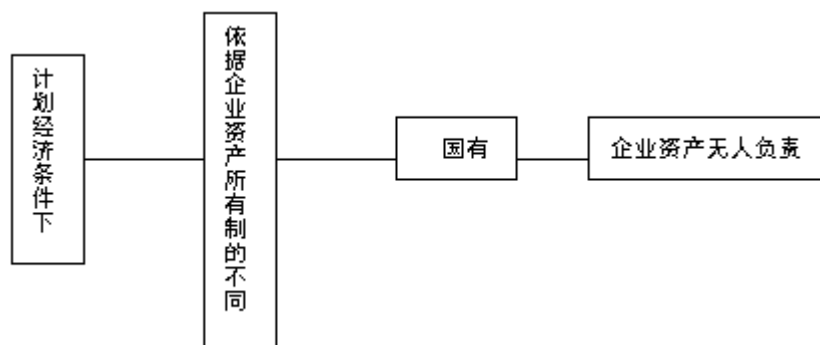 计划经济条件下
依据企业资产所有制的不同
国有
企业资产无人负责